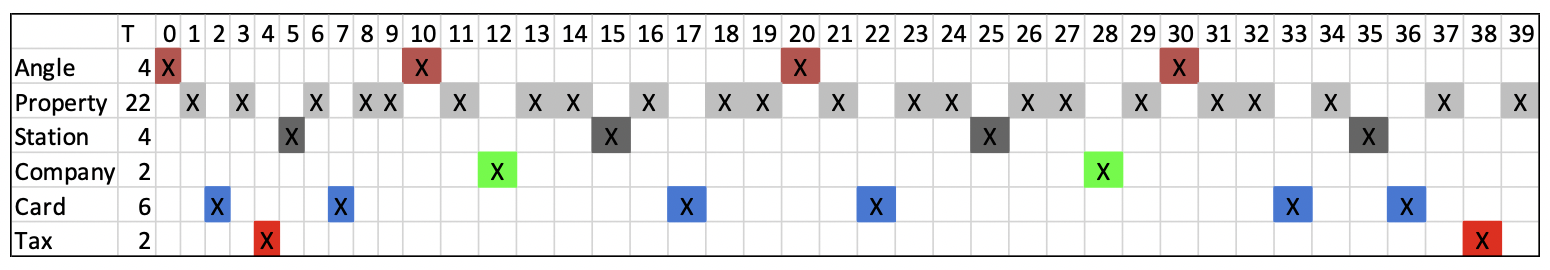 T 0 1 2 3 4 5 6 7 8 9 10 11 12 13 14 15 16 17 18 19 20 21 22 23 24 25 26 27 28 29 30 31 32 33 34 35 36 37 38 39
Angle 4 X X X X
Property 22 X X X X X X X X X X X X X X X X X X X X X X
Station 4 X X X X
Company 2 X X
Card 6 X X X X X X
Tax 2 X X